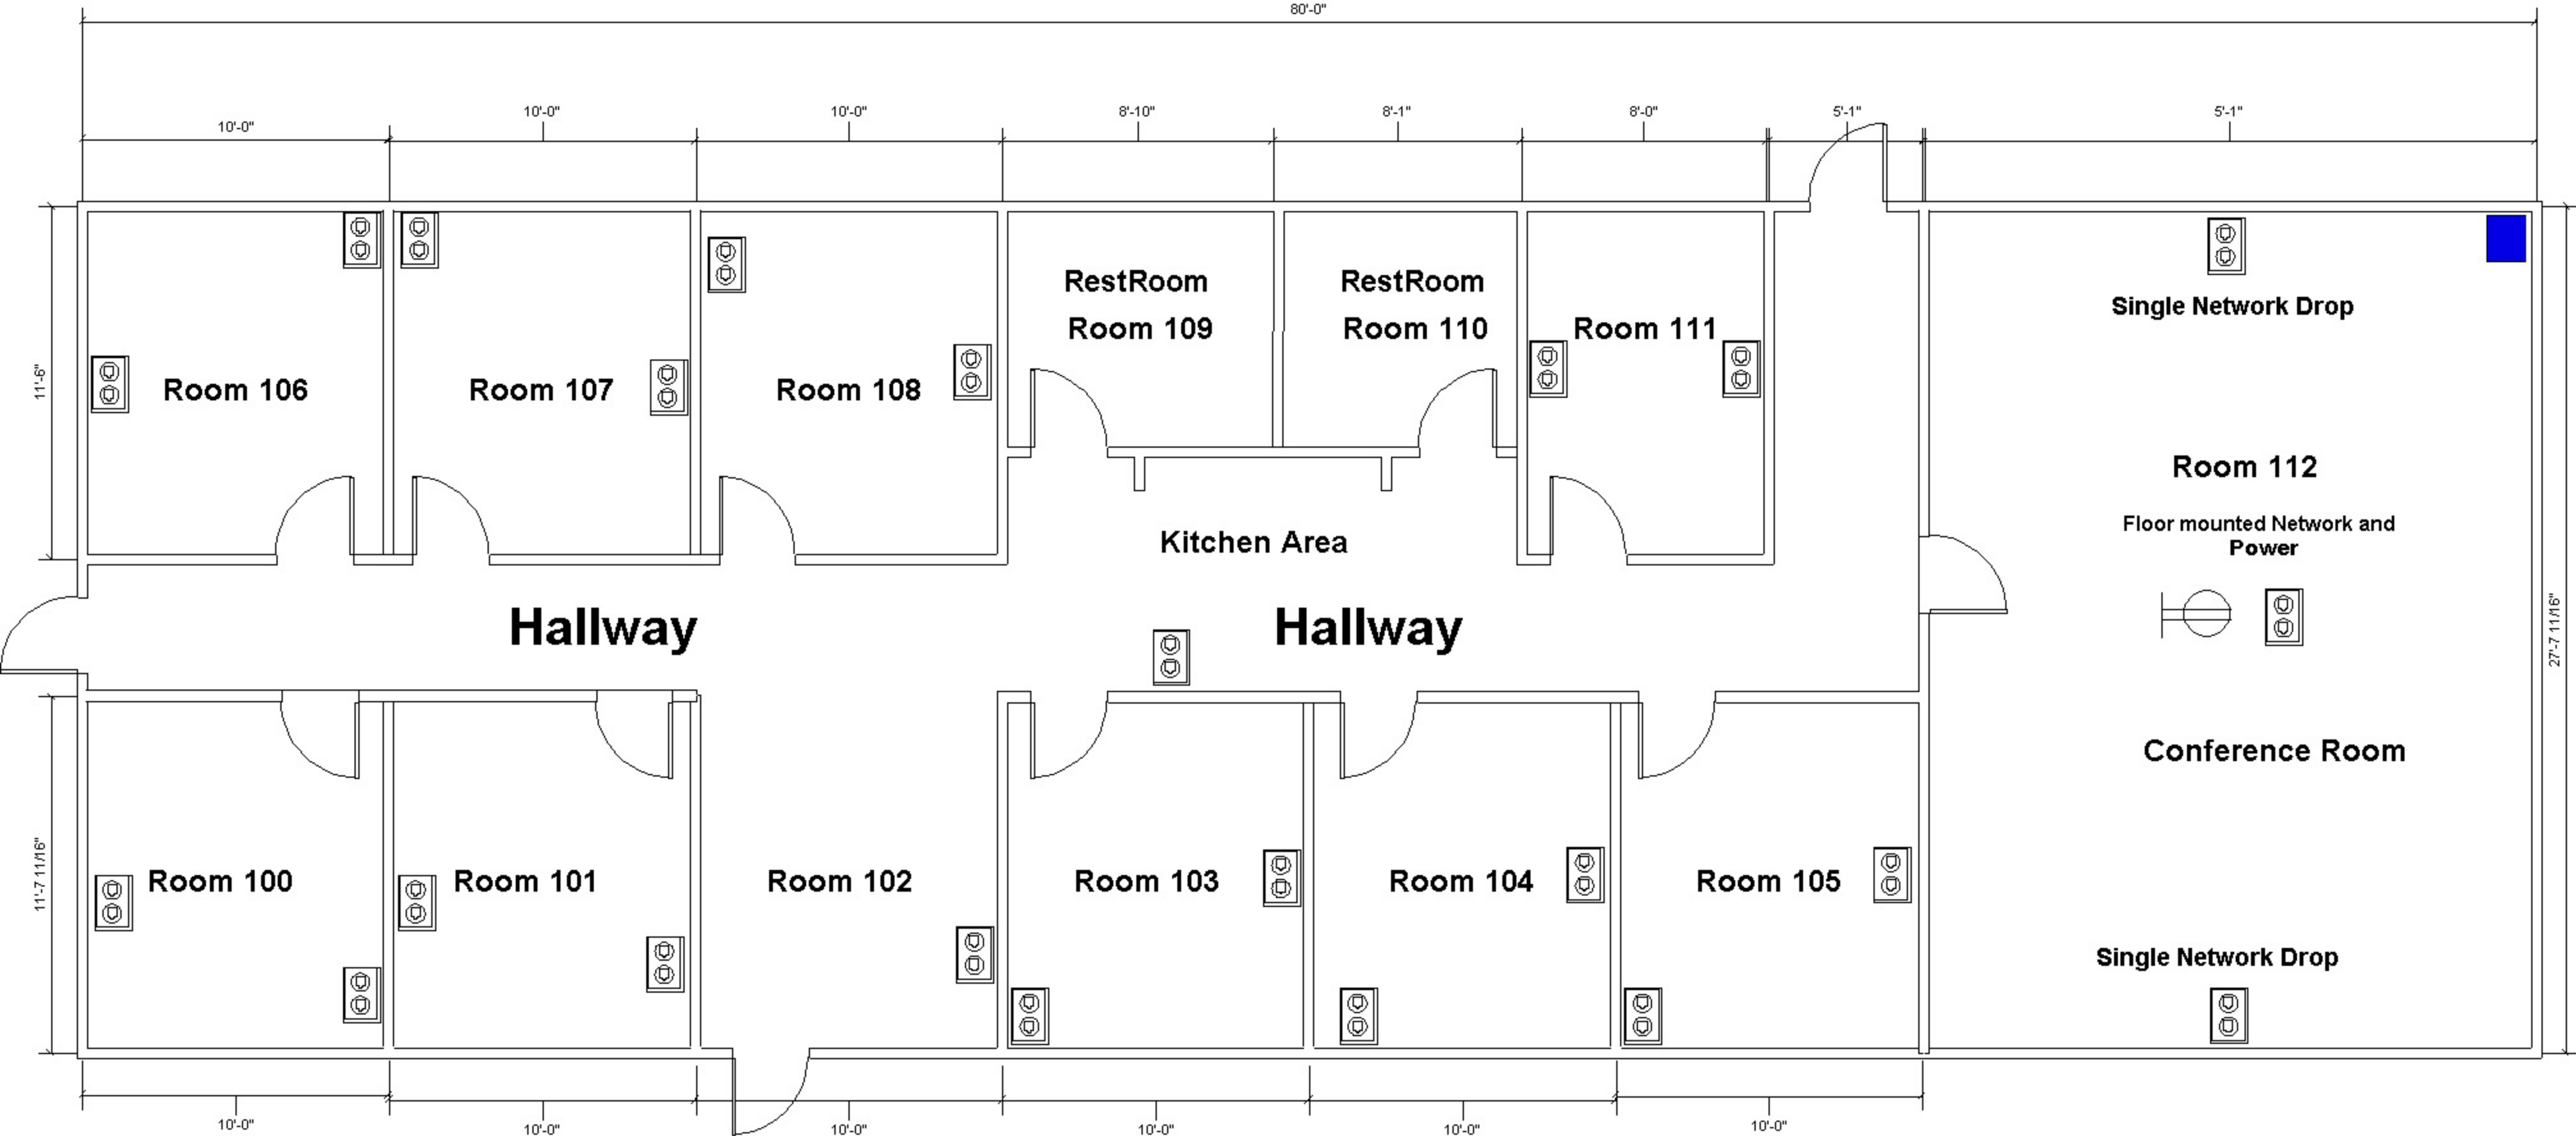 80'-0"
10'-0"
10'-0"
10'-0"
8'-10"
8'-1"
8'-0"
5'-1"
5'-1"
RestRoom
Room 109
RestRoom
Room 110
Room 111
Single Network Drop
11'-6"
Room 106
Room 107
Room 108
Room 112
Floor mounted Network and
Power
Kitchen Area
Hallway
Hallway
27'-7 11/16"
Conference Room
11'-7 11/16"
Room 100
Room 101
Room 102
Room 103
Room 104
Room 105
Single Network Drop
10'-0"
10'-0"
10'-0"
10'-0"
10'-0"
10'-0"